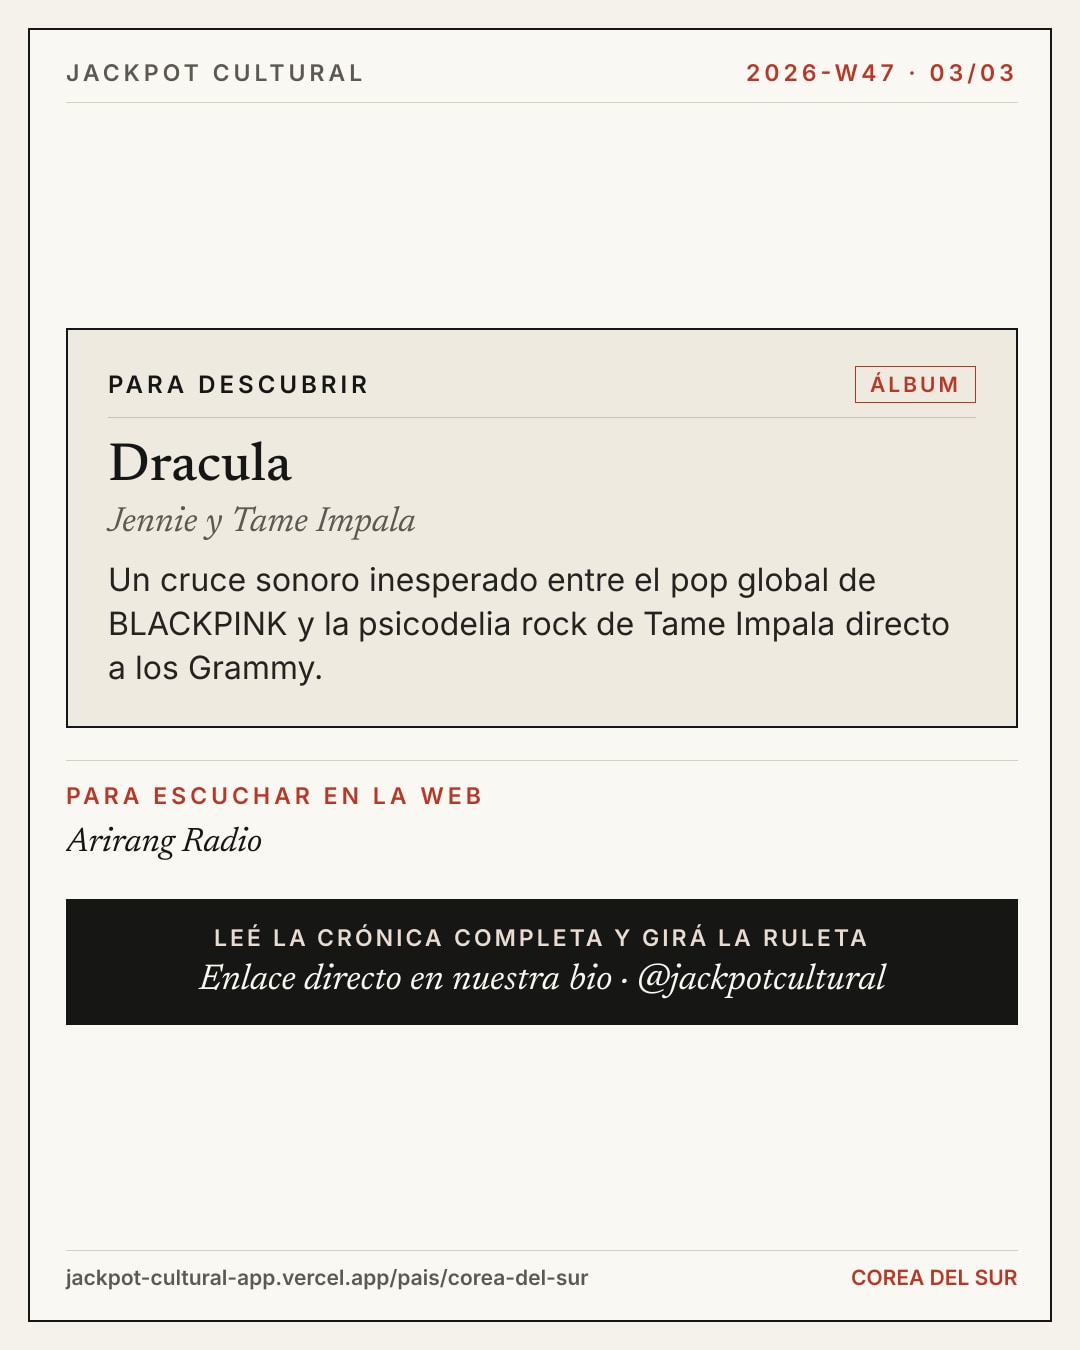 JACKPOT CULTURAL
2026-W47 · 03/03
PARA DESCUBRIR
ÁLBUM
Dracula
Jennie y Tame Impala
Un cruce sonoro inesperado entre el pop global de
BLACKPINK y la psicodelia rock de Tame Impala directo
a los Grammy.
PARA ESCUCHAR EN LA WEB
Arirang Radio
LEÉ LA CRÓNICA COMPLETA Y GIRÁ LA RULETA
Enlace directo en nuestra bio · @jackpotcultural
jackpot-cultural-app.vercel.app/pais/corea-del-sur
COREA DEL SUR